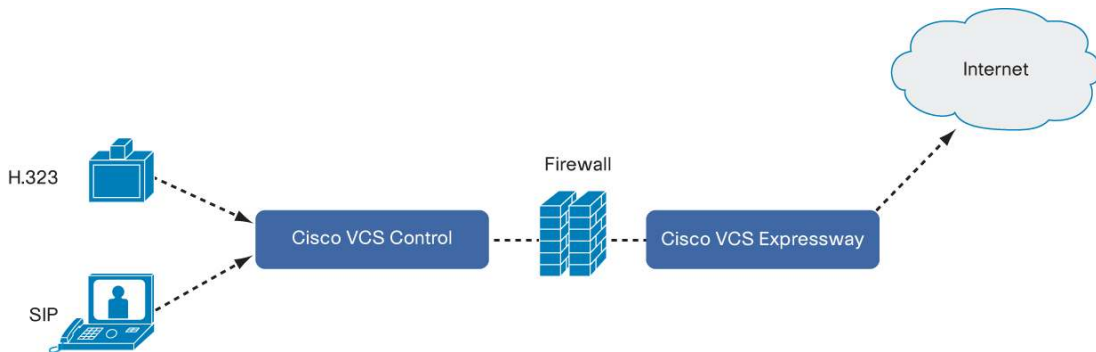 Internet
Firewall
H.323
Cisco VCS Control
Cisco VCS Expressway
SIP